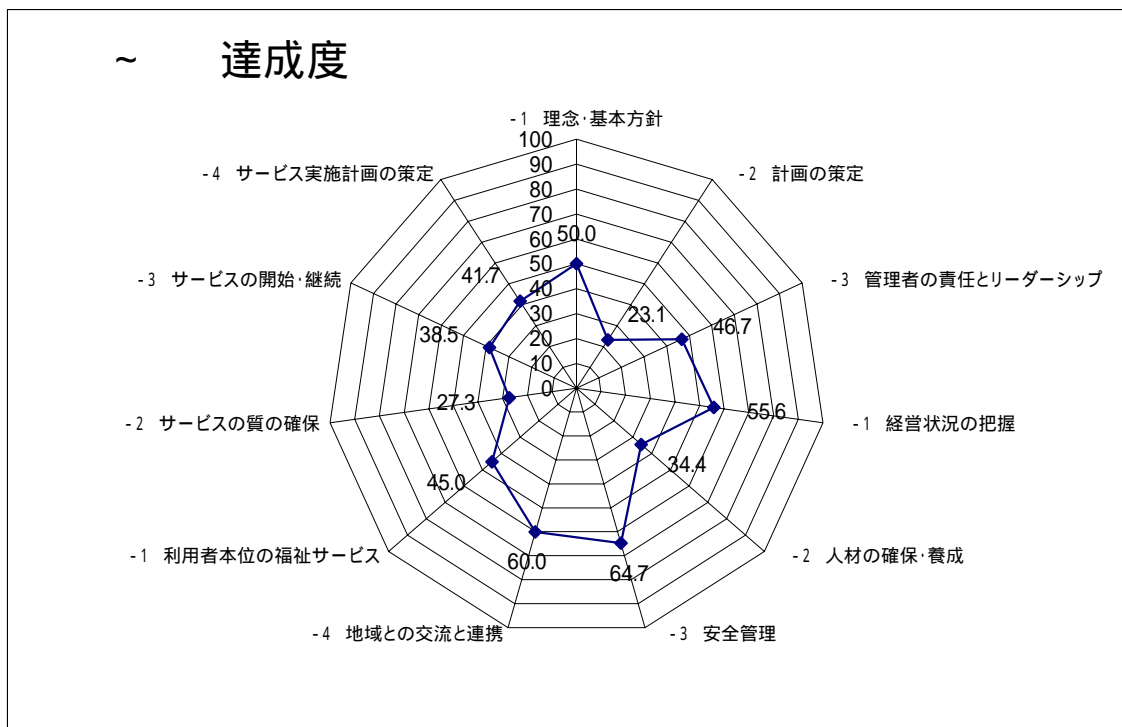 ~ 達成度
-1 理念･基本方針
-2 計画の策定
-3 管理者の責任とリーダーシップ
-1 経営状況の把握
-2 人材の確保･養成
-3 安全管理
-4 地域との交流と連携
-1 利用者本位の福祉サービス
-2 サービスの質の確保
-3 サービスの開始･継続
-4 サービス実施計画の策定
100
90
80
70
60
50
40
30
20
10
0
50.0
23.1
46.7
55.6
34.4
64.7
60.0
45.0
27.3
38.5
41.7